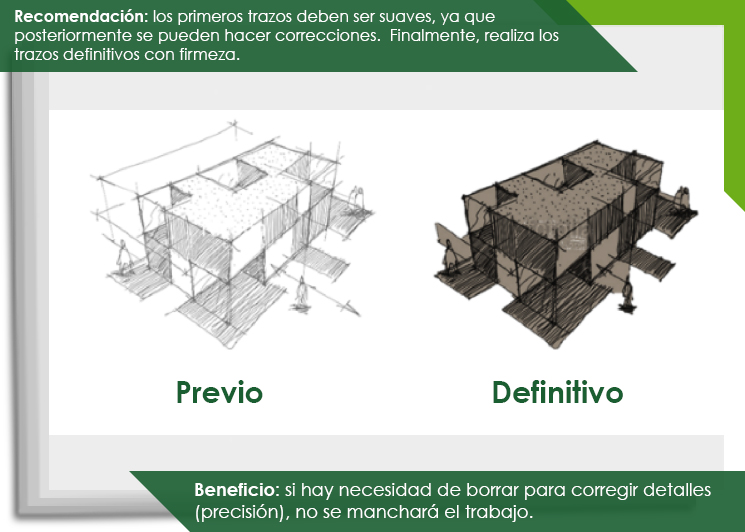 Recomendación: los primeros trazos deben ser suaves, ya que
posteriormente se pueden hacer correcciones. Finalmente, realiza los
trazos definitivos con firmeza.
Previo
Definitivo
Beneficio: si hay necesidad de borrar para corregir detalles
(precisión), no se manchará el trabajo.